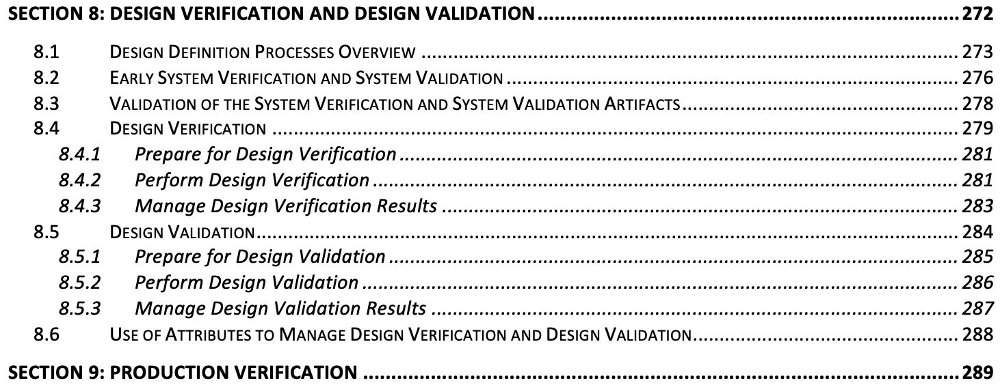 SECTION 8: DESIGN VERIFICATION AND DESIGN VALIDATION.....272
8.1 DESIGN DEFINITION PROCESSES OVERVIEW.....273
8.2 EARLY SYSTEM VERIFICATION AND SYSTEM VALIDATION.....276
8.3 VALIDATION OF THE SYSTEM VERIFICATION AND SYSTEM VALIDATION ARTIFACTS.....278
8.4 DESIGN VERIFICATION.....279
8.4.1 Prepare for Design Verification.....281
8.4.2 Perform Design Verification.....281
8.4.3 Manage Design Verification Results.....283
8.5 DESIGN VALIDATION.....284
8.5.1 Prepare for Design Validation.....285
8.5.2 Perform Design Validation.....286
8.5.3 Manage Design Validation Results.....287
8.6 USE OF ATTRIBUTES TO MANAGE DESIGN VERIFICATION AND DESIGN VALIDATION.....288
SECTION 9: PRODUCTION VERIFICATION.....289